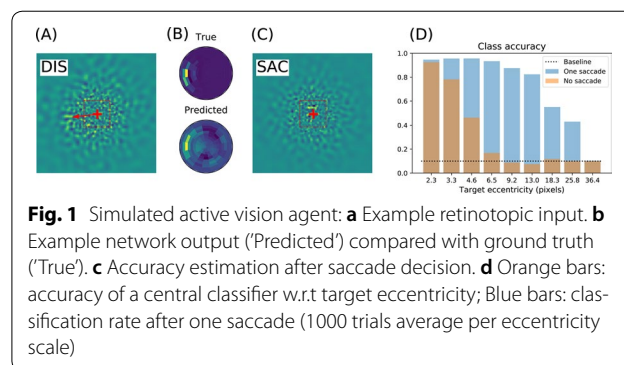 (A)
DIS
(B)
True
Predicted
(C)
SAC
(D)
Class accuracy
Baseline
One saccade
No saccade
1.0
0.8
0.6
0.4
0.2
0.0
2.3 3.3 4.6 6.5 9.2 13.0 18.3 25.8 36.4
Target eccentricity (pixels)
Fig. 1 Simulated active vision agent: a Example retinotopic input. b
Example network output ('Predicted') compared with ground truth
('True'). c Accuracy estimation after saccade decision. d Orange bars:
accuracy of a central classifier w.r.t target eccentricity; Blue bars: clas-
sification rate after one saccade (1000 trials average per eccentricity
scale)